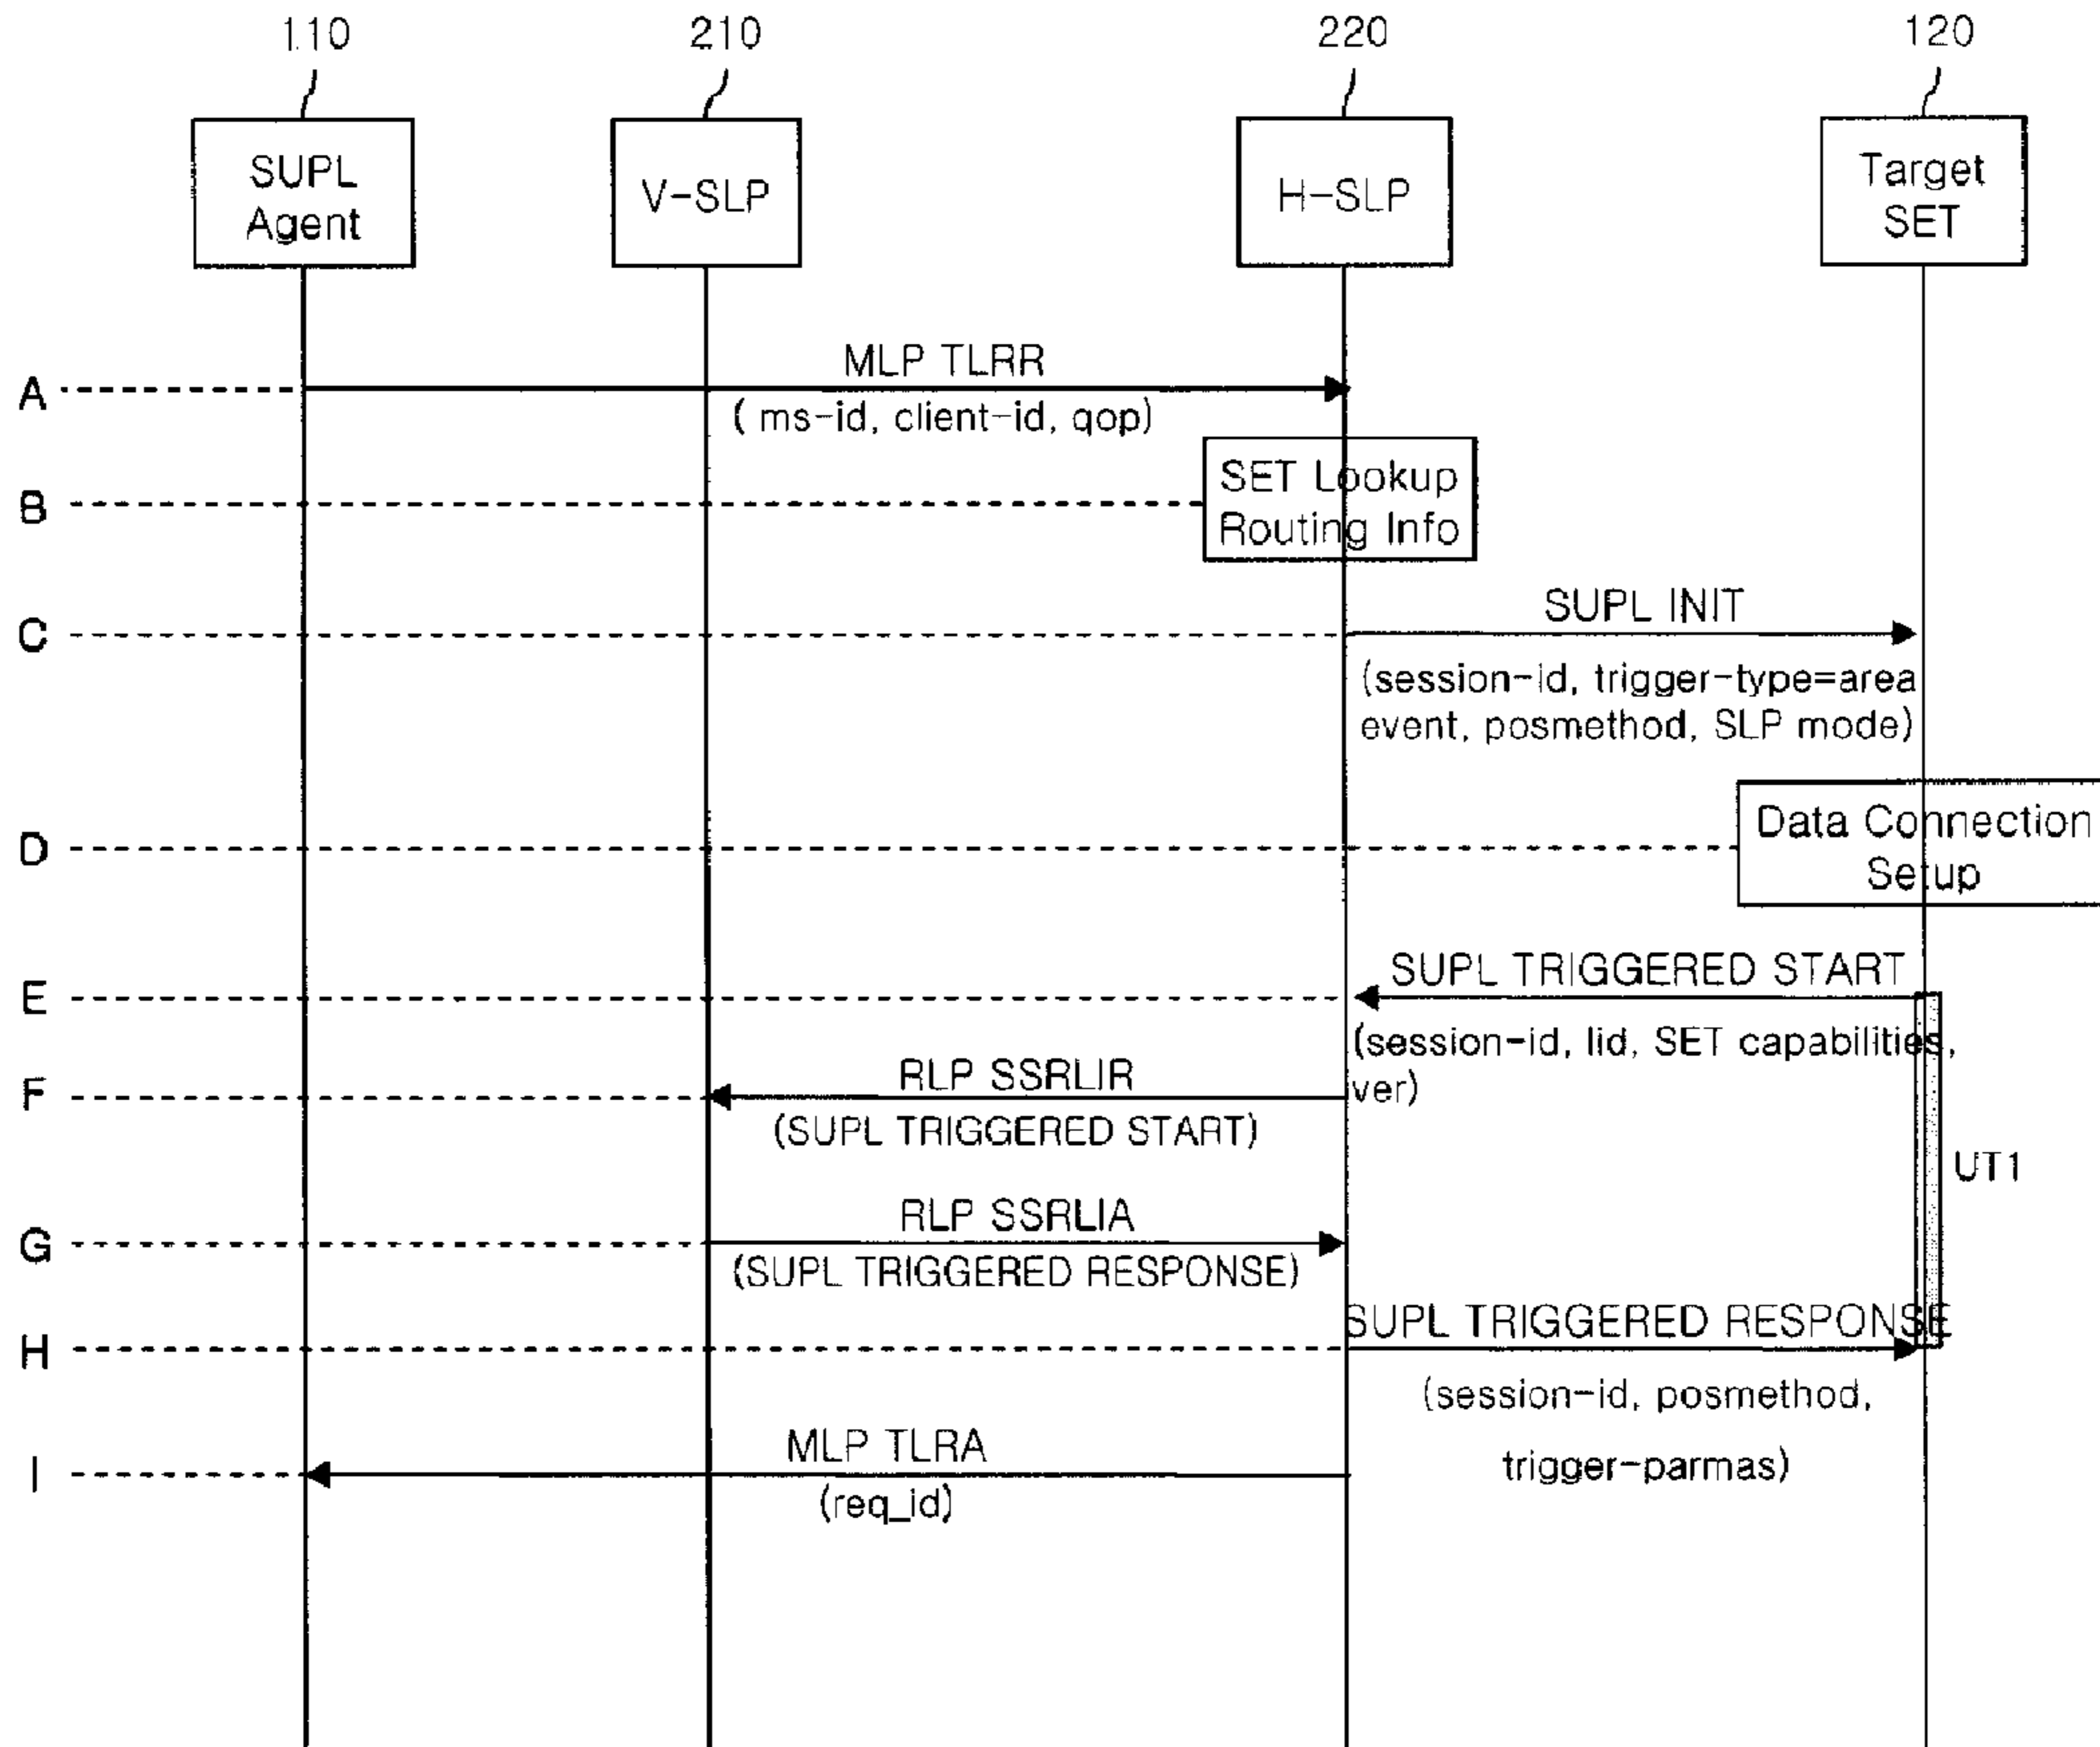 110
210
220
120
SUPL
Agent
V-SLP
H-SLP
Target
SET
A
MLP TLRR
( ms-id, client-id, qop)
B
SET Lookup
Routing Info
C
SUPL INIT
(session-id, trigger-type=area
event, posmethod, SLP mode)
D
Data Connection
Setup
E
SUPL TRIGGERED START
(session-id, lid, SET capabilities,
ver)
F
RLP SSRLIR
(SUPL TRIGGERED START)
UT1
G
RLP SSRLIA
(SUPL TRIGGERED RESPONSE)
H
SUPL TRIGGERED RESPONSE
(session-id, posmethod,
trigger-parmas)
I
MLP TLRA
(req_id)